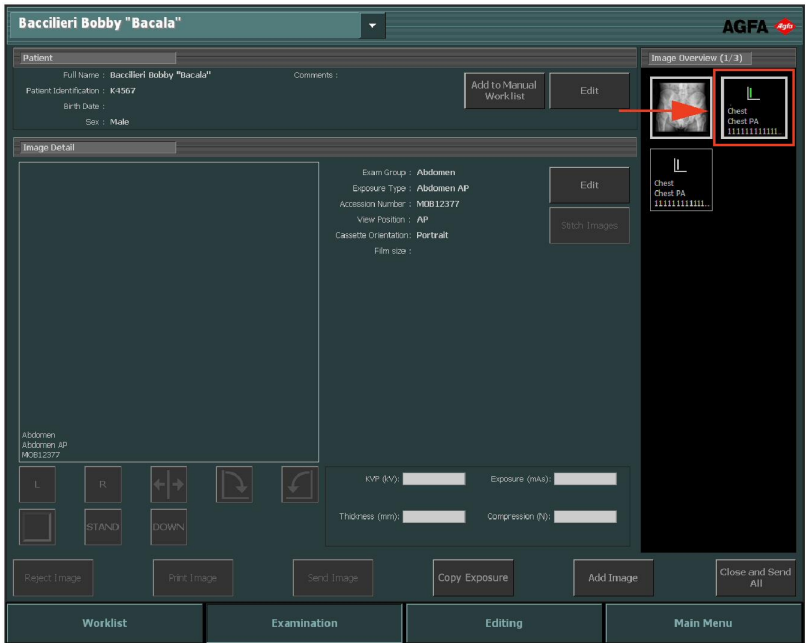 Baccilieri Bobby "Bacala"
AGFA
Agfa
Patient
Full Name : Baccilieri Bobby "Bacala"
Comments :
Patient Identification : K4567
Birth Date :
Sex : Male
Add to Manual
Worklist
Edit
Image Overview (1/3)
Chest
Chest PA
111111111111..
Chest
Chest PA
111111111111..
Image Detail
Exam Group : Abdomen
Exposure Type : Abdomen AP
Accession Number : MOB12377
View Position : AP
Cassette Orientation: Portrait
Film size :
Edit
Stitch Images
Abdomen
Abdomen AP
MOB12377
L
R
STAND
DOWN
KVP (kV):
Exposure (mAs):
Thickness (mm):
Compression (N):
Reject Image
Print Image
Send Image
Copy Exposure
Add Image
Close and Send
All
Worklist
Examination
Editing
Main Menu